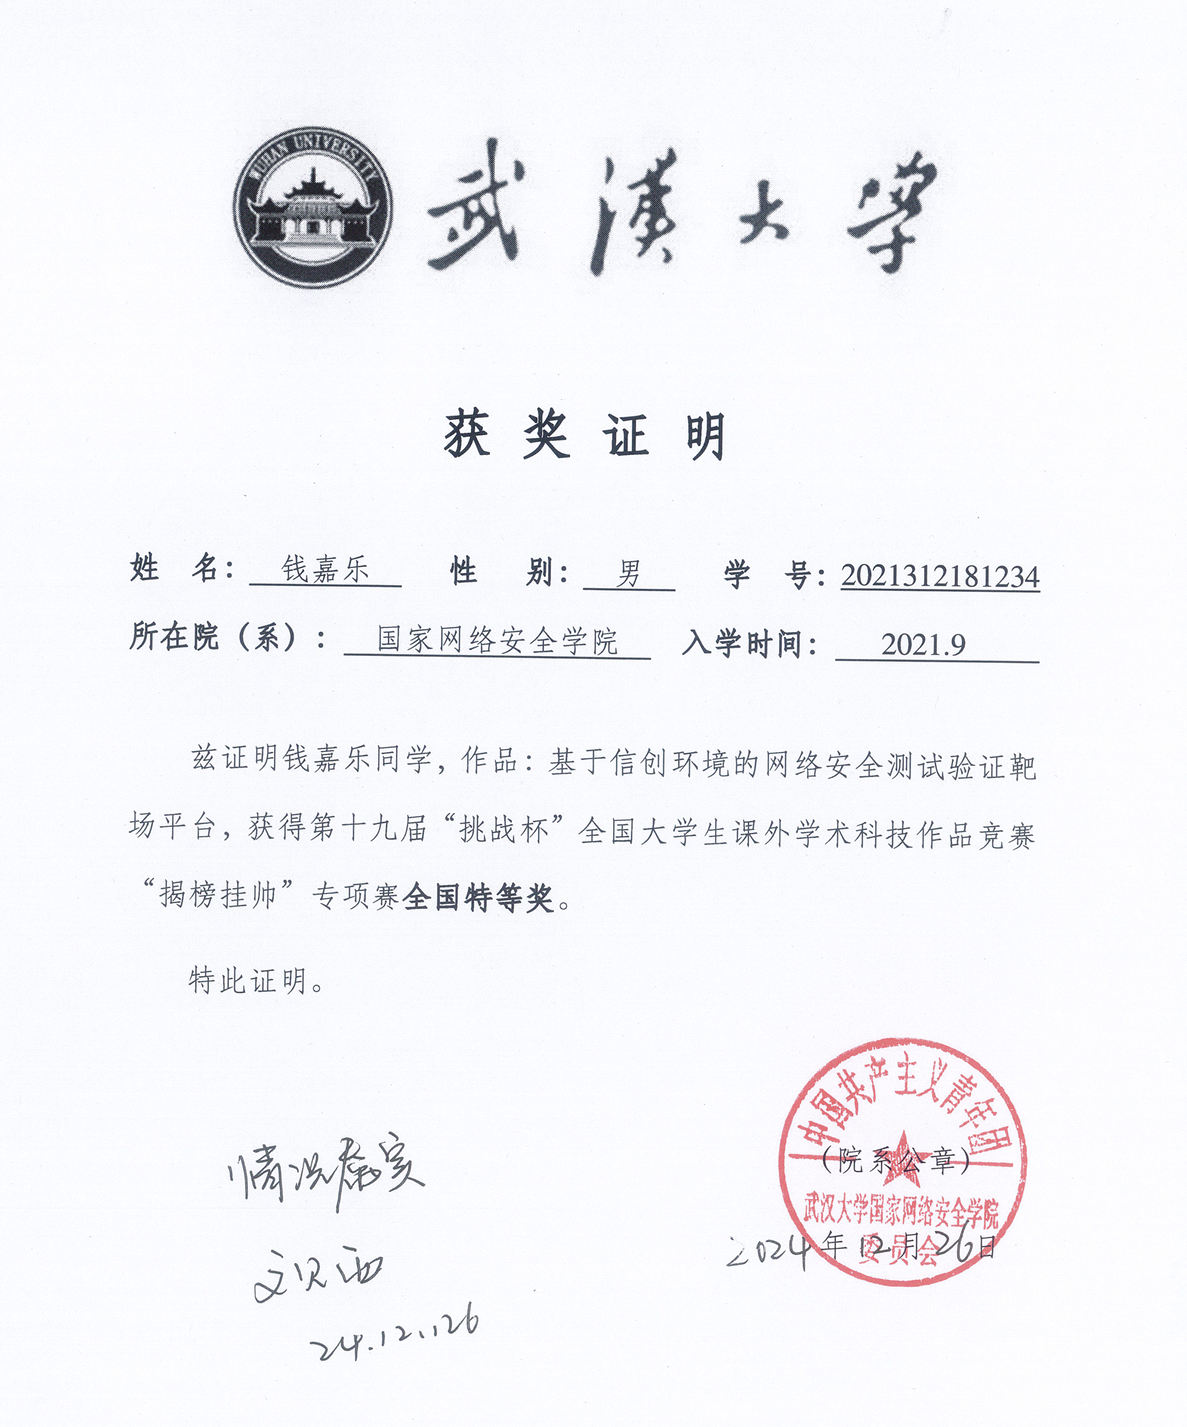 WUHAN UNIVERSITY
武漢大學
获奖证明
姓 名： 钱嘉乐 性 别： 男 学 号：2021312181234
所在院（系）： 国家网络安全学院 入学时间： 2021.9
兹证明钱嘉乐同学，作品：基于信创环境的网络安全测试验证靶
场平台，获得第十九届“挑战杯”全国大学生课外学术科技作品竞赛
“揭榜挂帅”专项赛全国特等奖。
特此证明。
中国共产主义青年团
（院系公章）
武汉大学国家网络安全学院
委员会
2024年12月26日
情况属实
24.12.26